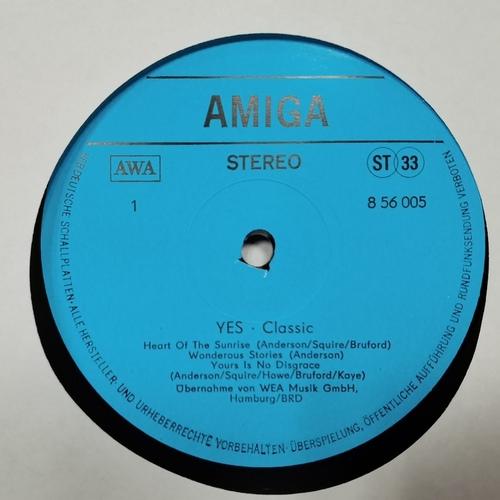 AMIGA
AWA
STEREO
ST 33
1
8 56 005
YES · Classic
Heart Of The Sunrise (Anderson/Squire/Bruford)
Wonderous Stories (Anderson)
Yours Is No Disgrace
(Anderson/Squire/Howe/Bruford/Kaye)
Übernahme von WEA Musik GmbH,
Hamburg/BRD
DEUTSCHE SCHALLPLATTEN · ALLE HERSTELLER- UND URHEBERRECHTE VORBEHALTEN · ÜBERSPIELUNG, ÖFFENTLICHE AUFFÜHRUNG UND RUNDFUNKSENDUNG VERBOTEN